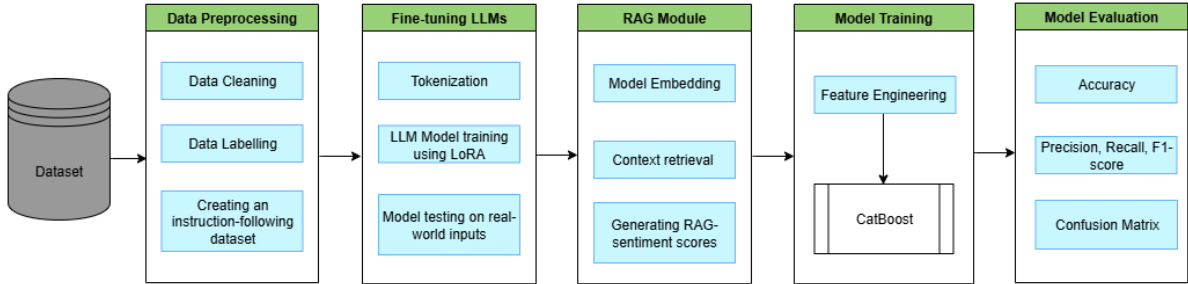 Dataset
Data Preprocessing
Data Cleaning
Data Labelling
Creating an
instruction-following
dataset
Fine-tuning LLMs
Tokenization
LLM Model training
using LoRA
Model testing on real-
world inputs
RAG Module
Model Embedding
Context retrieval
Generating RAG-
sentiment scores
Model Training
Feature Engineering
CatBoost
Model Evaluation
Accuracy
Precision, Recall, F1-
score
Confusion Matrix